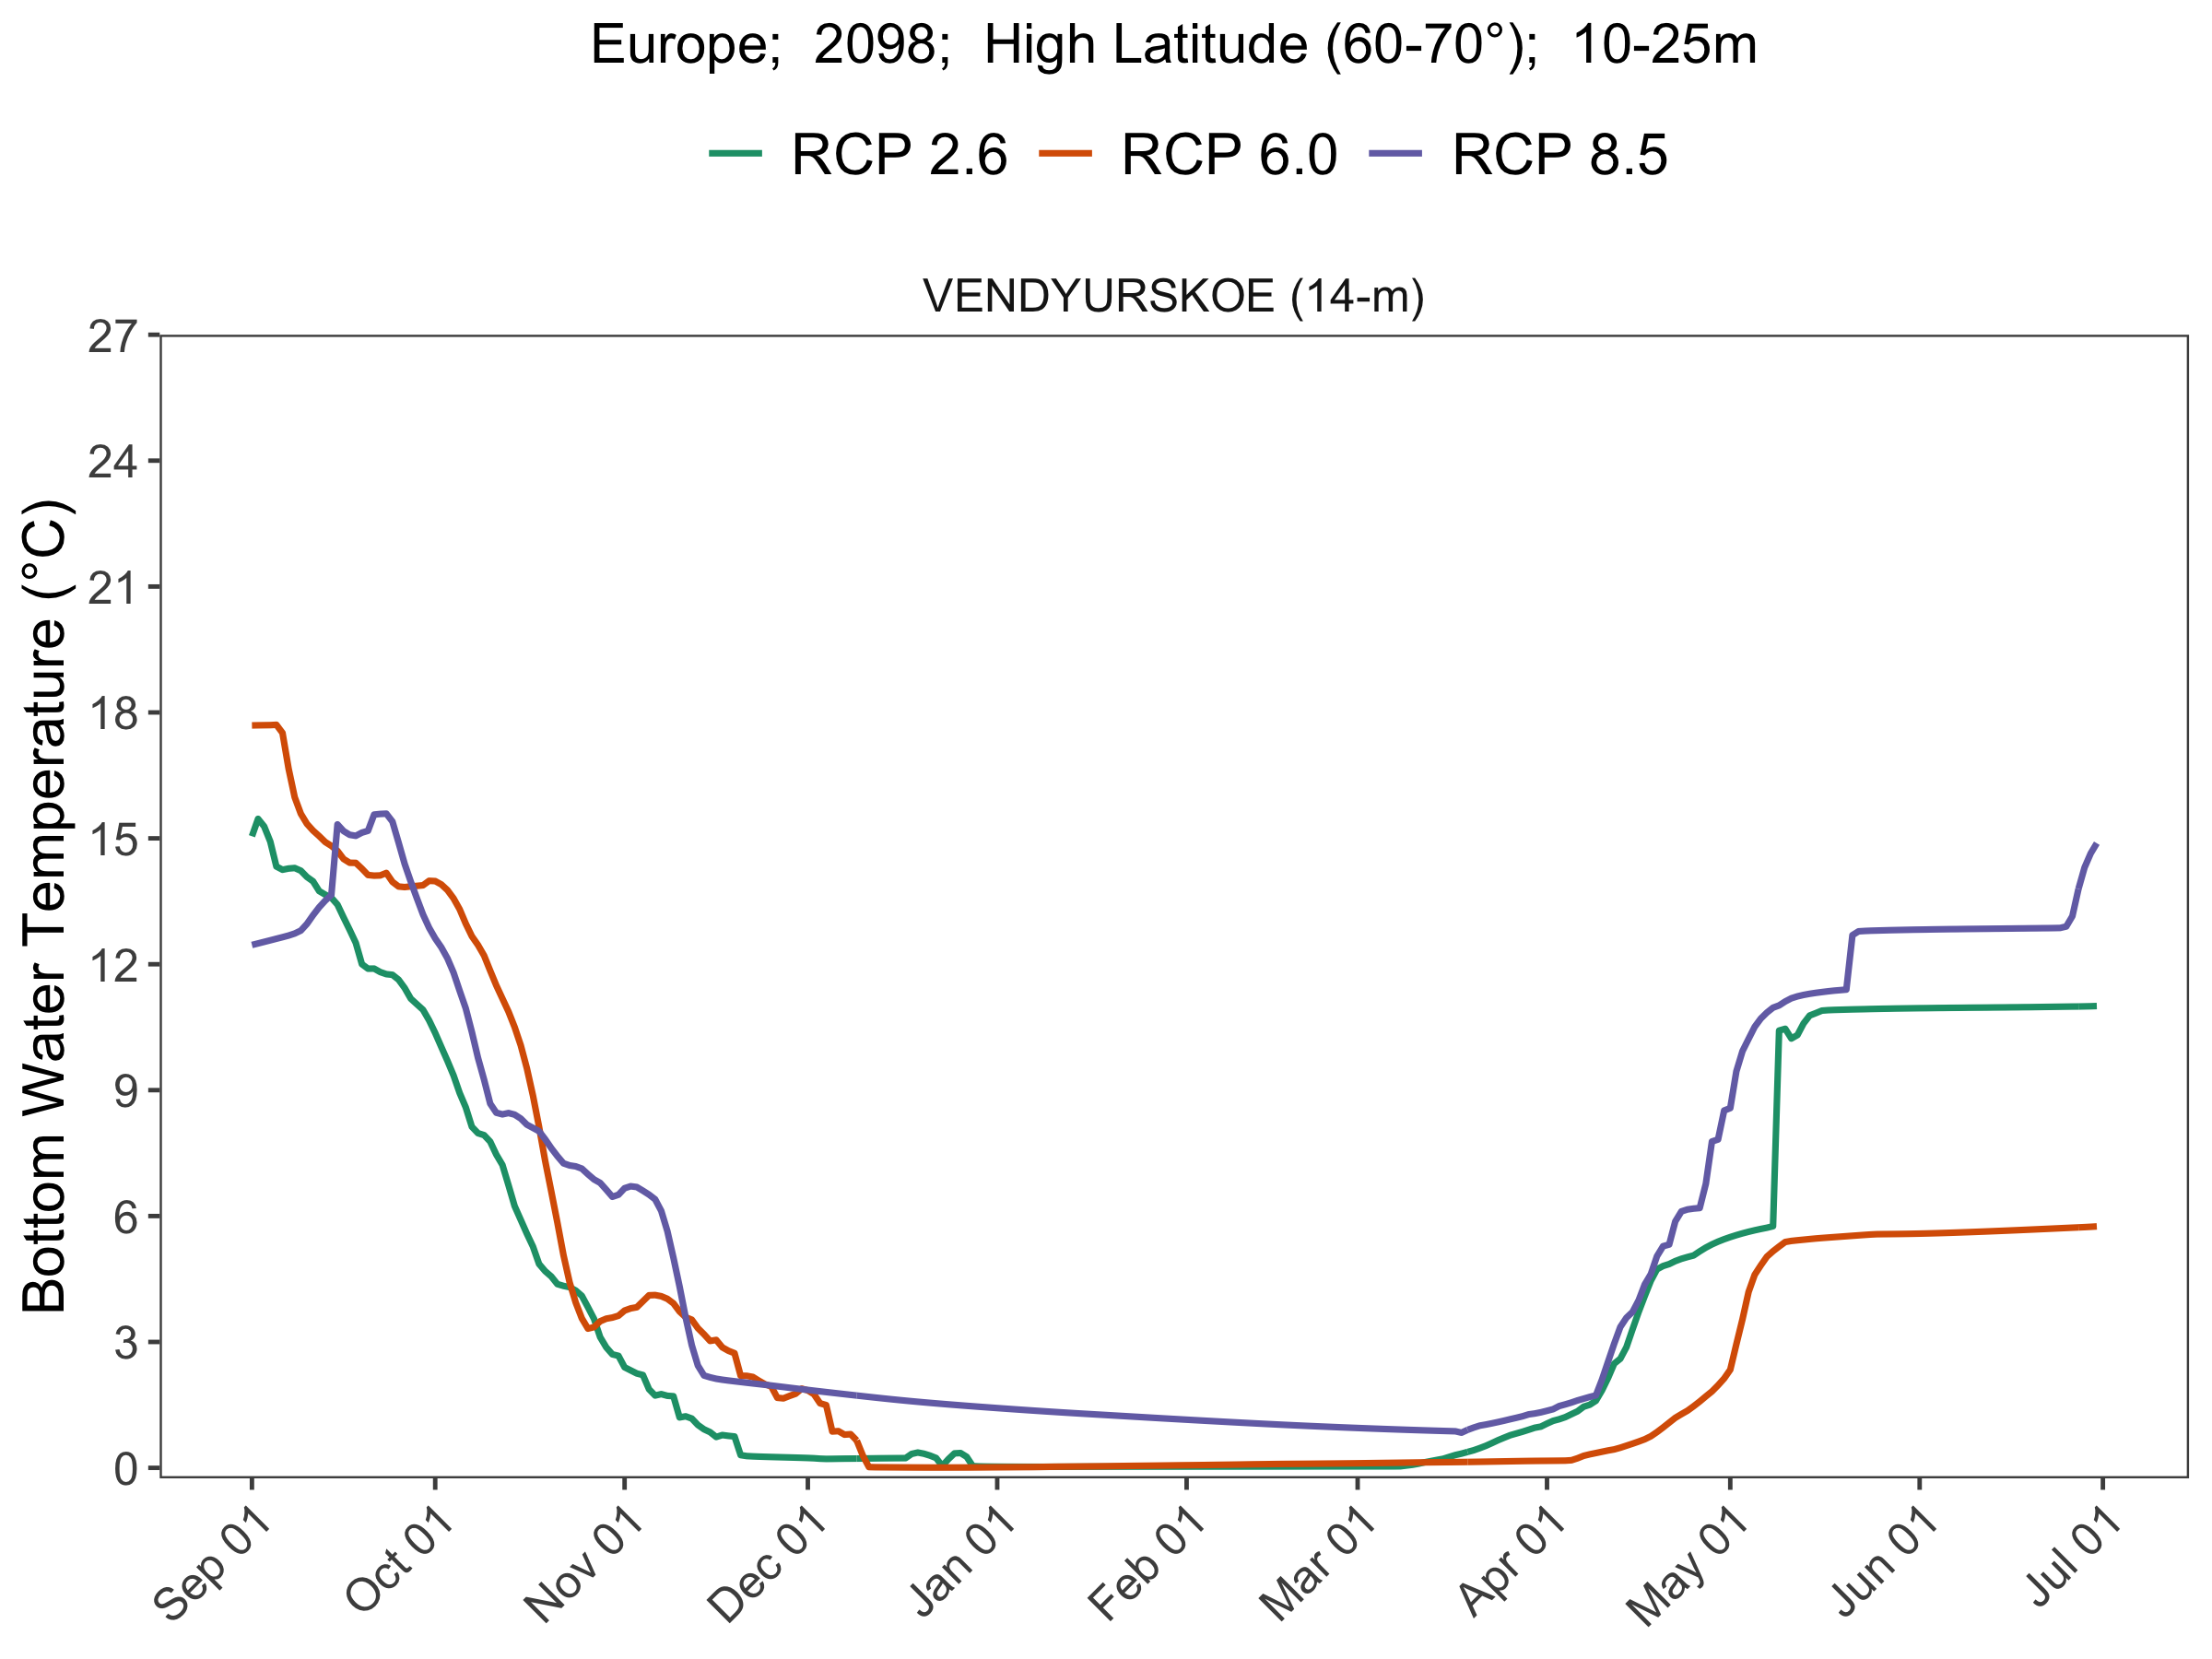 Europe; 2098; High Latitude (60-70°); 10-25m
RCP 2.6 RCP 6.0 RCP 8.5
VENDYURSKOE (14-m)
Bottom Water Temperature (°C)
27
24
21
18
15
12
9
6
3
0
Sep 01
Oct 01
Nov 01
Dec 01
Jan 01
Feb 01
Mar 01
Apr 01
May 01
Jun 01
Jul 01